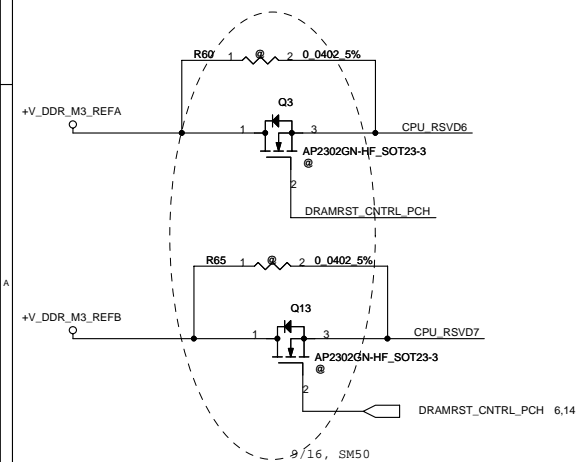 R60 1 @ 2 0_0402_5%
Q3
+V_DDR_M3_REFA
1 3 CPU_RSVD6
AP2302GN-HF_SOT23-3
@
2
DRAMRST_CNTRL_PCH
A
R65 1 @ 2 0_0402_5%
Q13
+V_DDR_M3_REFB
1 3 CPU_RSVD7
AP2302GN-HF_SOT23-3
@
2
DRAMRST_CNTRL_PCH 6,14
9/16, SM50